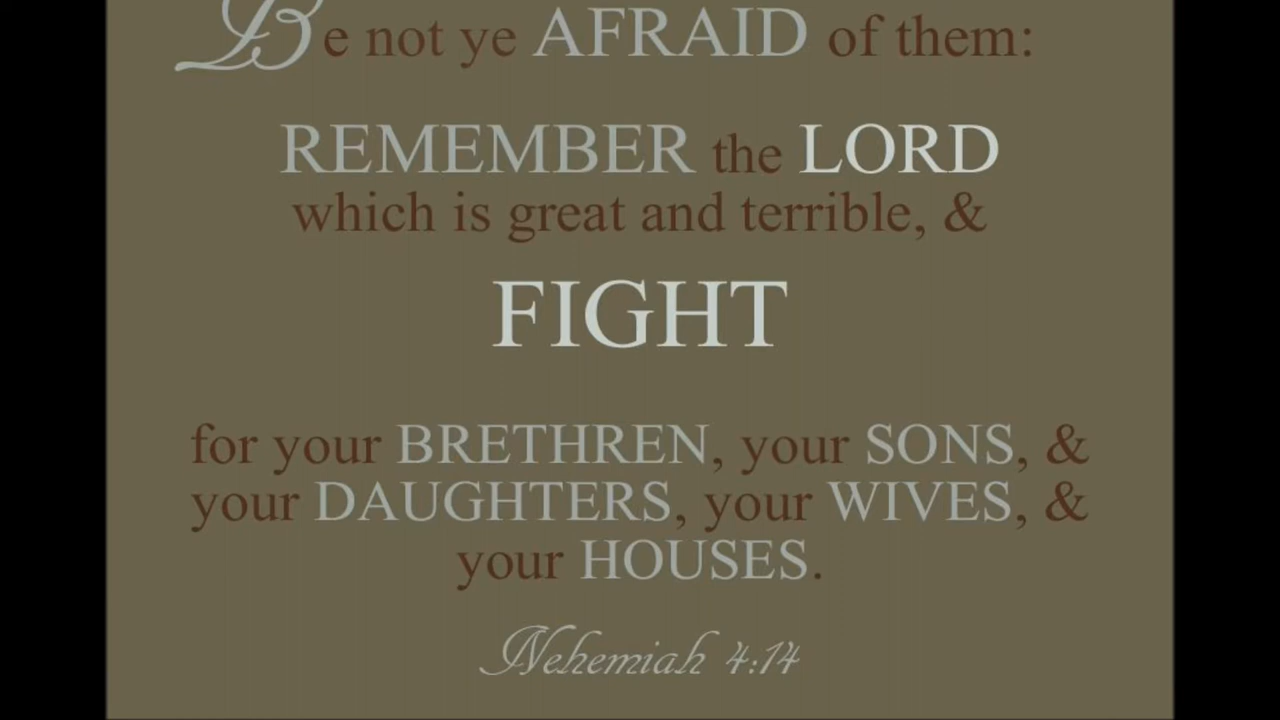 Be not ye AFRAID of them:
REMEMBER the LORD
which is great and terrible, &
FIGHT
for your BRETHREN, your SONS, &
your DAUGHTERS, your WIVES, &
your HOUSES.
Nehemiah 4:14